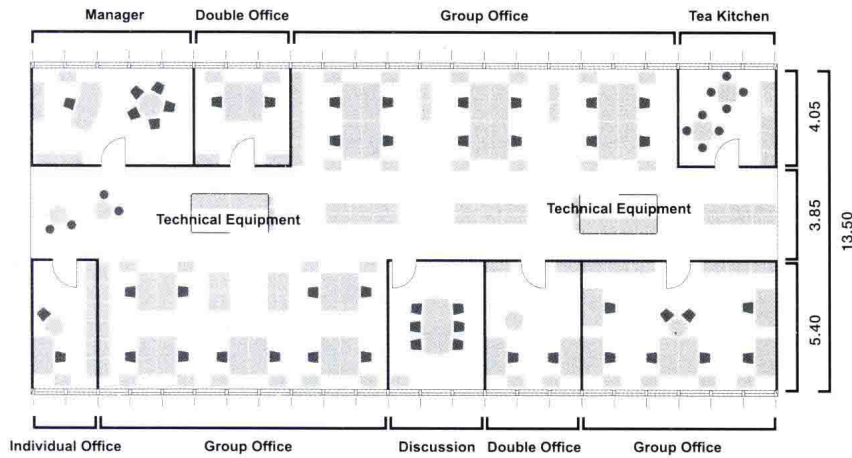 Manager
Double Office
Group Office
Tea Kitchen
4.05
Technical Equipment
Technical Equipment
3.85
13.50
5.40
Individual Office
Group Office
Discussion
Double Office
Group Office